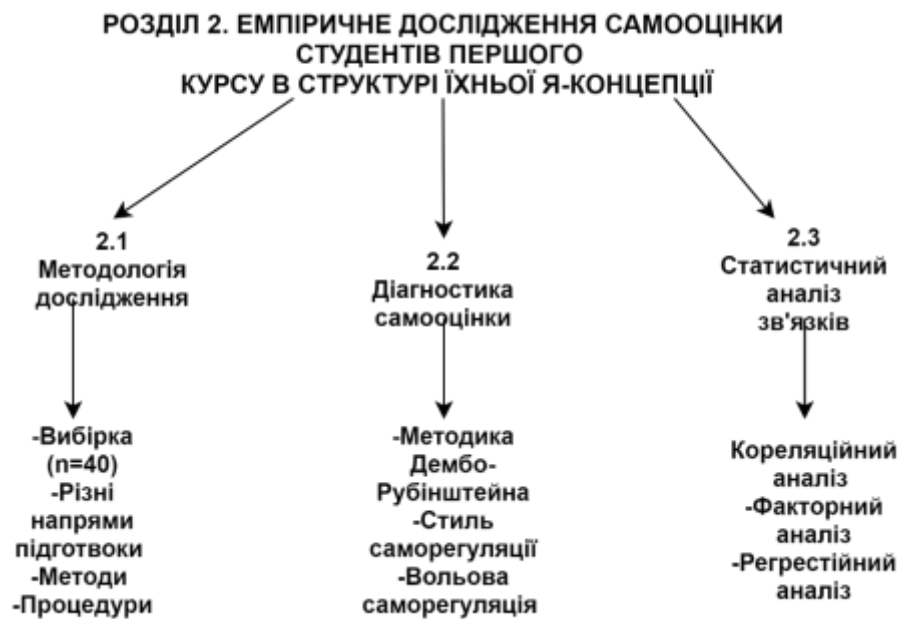 РОЗДІЛ 2. ЕМПІРИЧНЕ ДОСЛІДЖЕННЯ САМООЦІНКИ
СТУДЕНТІВ ПЕРШОГО
КУРСУ В СТРУКТУРІ ЇХНЬОЇ Я-КОНЦЕПЦІЇ
2.1
Методологія
дослідження
-Вибірка
(n=40)
-Різні
напрями
підготвоки
-Методи
-Процедури
2.2
Діагностика
самооцінки
-Методика
Дембо-
Рубінштейна
-Стиль
саморегуляції
-Вольова
саморегуляція
2.3
Статистичний
аналіз
зв'язків
Кореляційний
аналіз
-Факторний
аналіз
-Регрестійний
аналіз